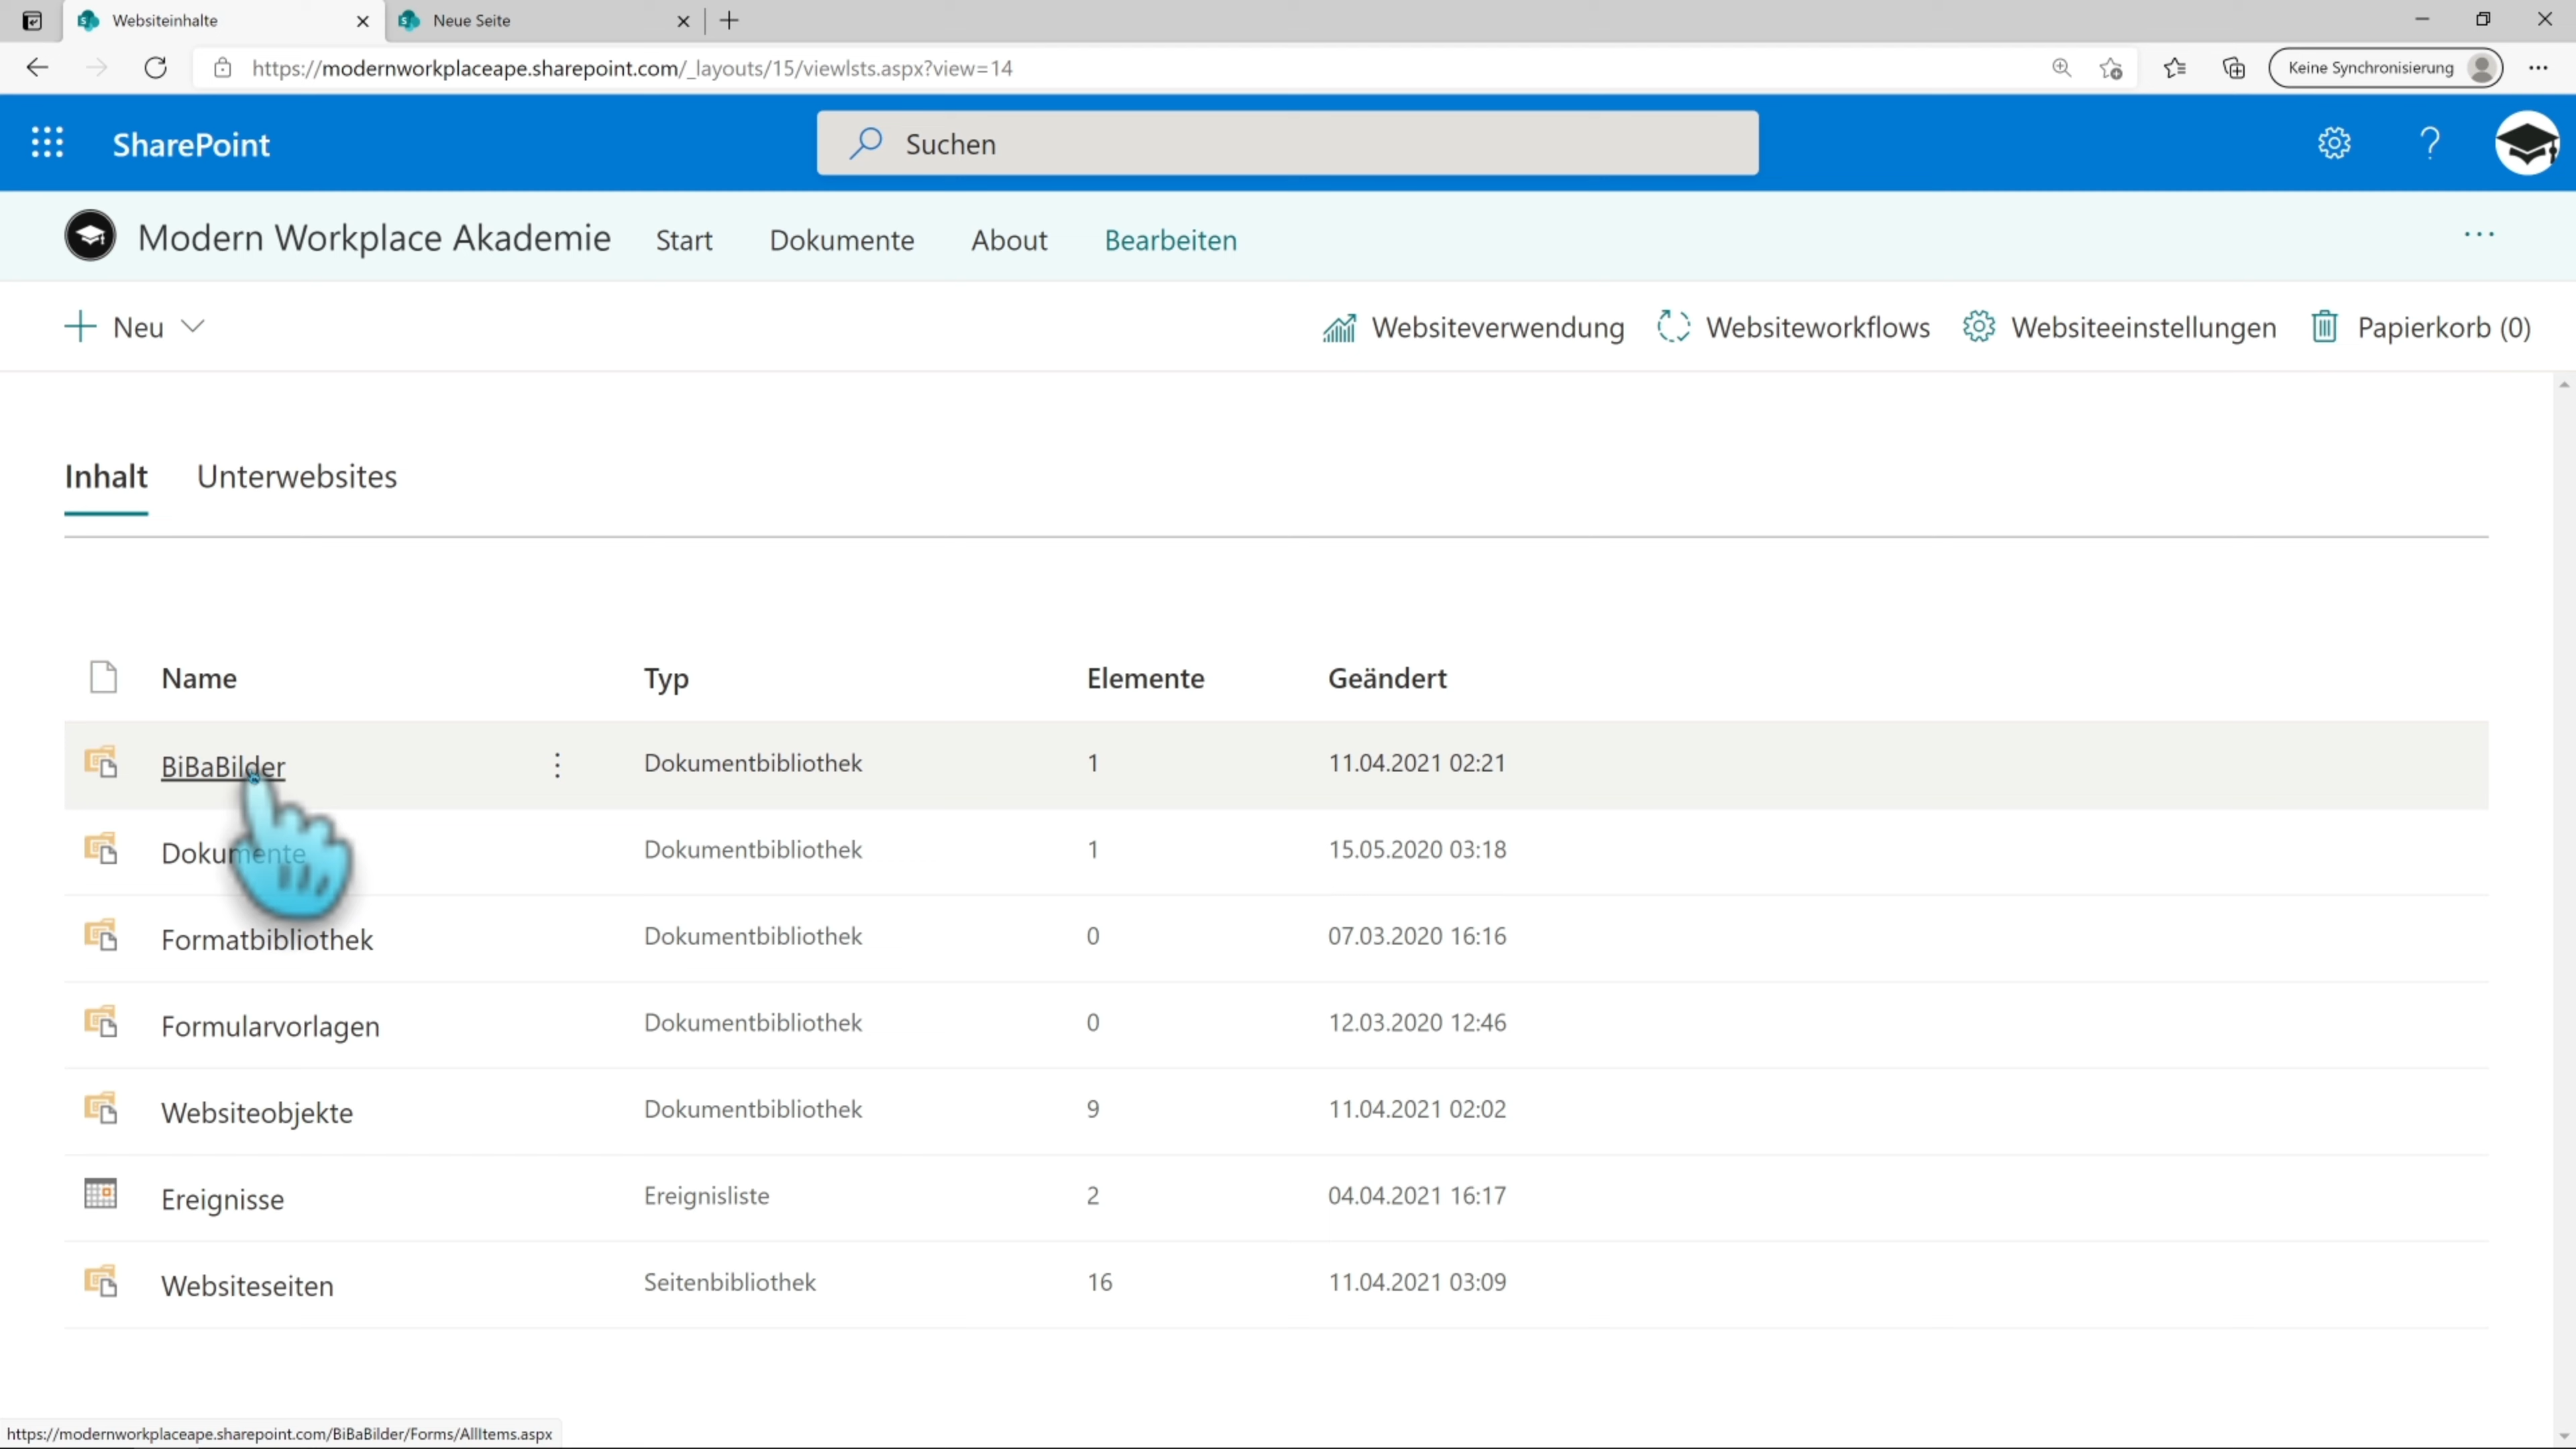 Websiteinhalte
Neue Seite
https://modernworkplaceape.sharepoint.com/_layouts/15/viewlsts.aspx?view=14
Keine Synchronisierung
SharePoint
Suchen
Modern Workplace Akademie Start Dokumente About Bearbeiten
Neu
Websiteverwendung Websiteworkflows Websiteeinstellungen Papierkorb (0)
Inhalt Unterwebsites
Name Typ Elemente Geändert
BiBaBilder Dokumentbibliothek 1 11.04.2021 02:21
Dokumente Dokumentbibliothek 1 15.05.2020 03:18
Formatbibliothek Dokumentbibliothek 0 07.03.2020 16:16
Formularvorlagen Dokumentbibliothek 0 12.03.2020 12:46
Websiteobjekte Dokumentbibliothek 9 11.04.2021 02:02
Ereignisse Ereignisliste 2 04.04.2021 16:17
Websiteseiten Seitenbibliothek 16 11.04.2021 03:09
https://modernworkplaceape.sharepoint.com/BiBaBilder/Forms/AllItems.aspx